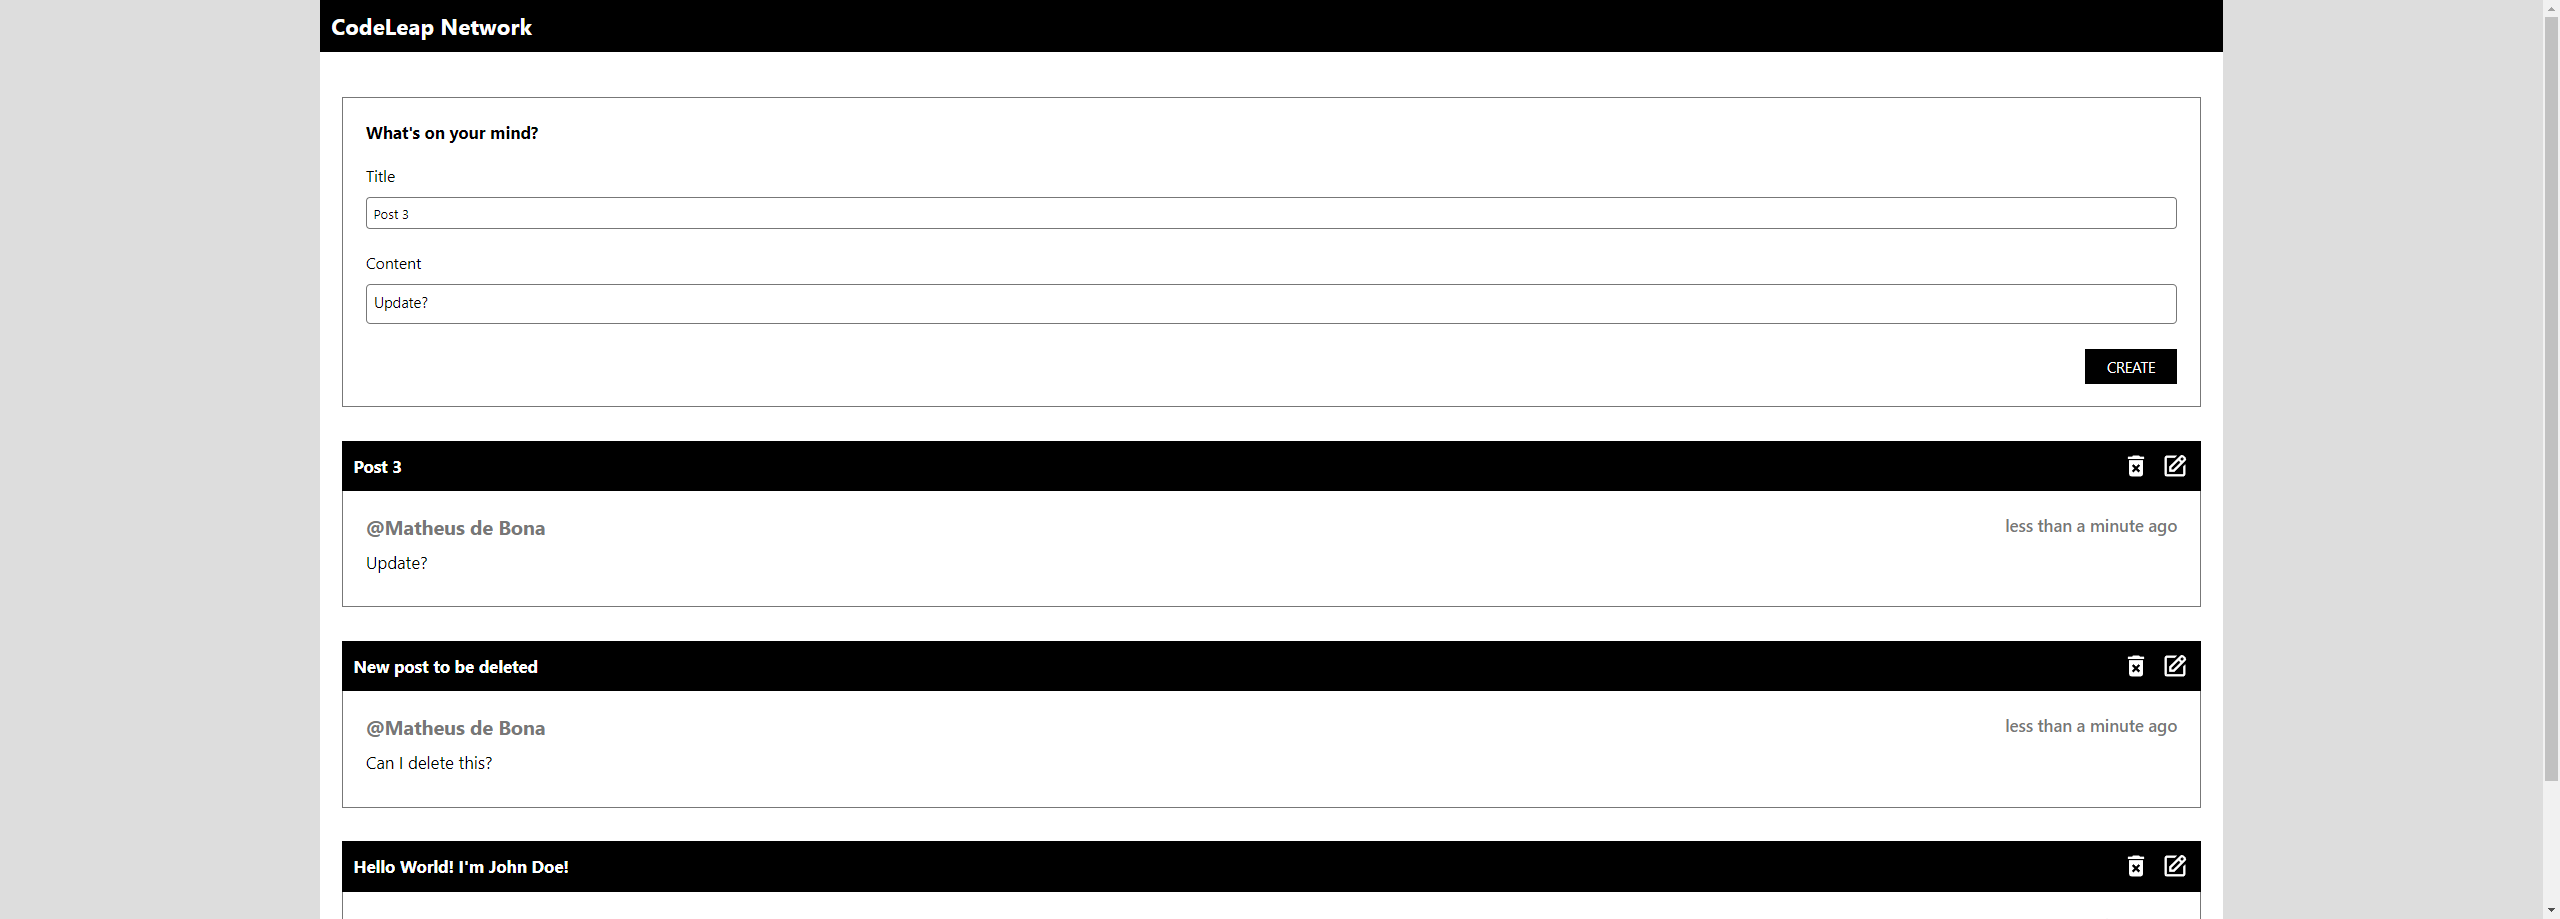 CodeLeap Network
What's on your mind?
Title
Post 3
Content
Update?
CREATE
Post 3
@Matheus de Bona
less than a minute ago
Update?
New post to be deleted
@Matheus de Bona
less than a minute ago
Can I delete this?
Hello World! I'm John Doe!